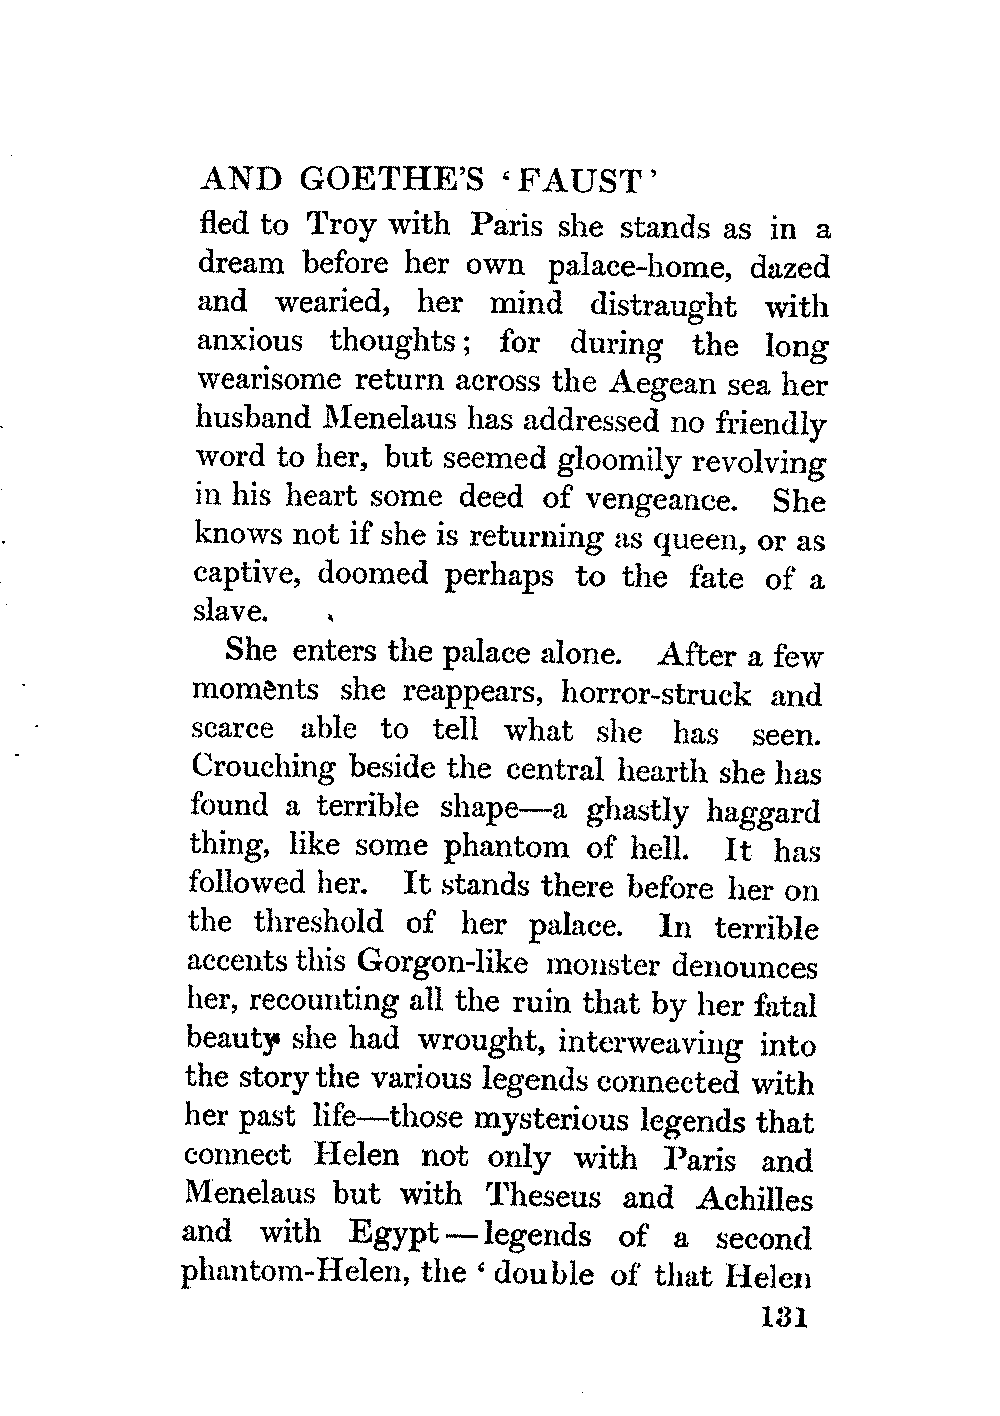 AND GOETHE'S ‘FAUST’
fled to Troy with Paris she stands as in a
dream before her own palace-home, dazed
and wearied, her mind distraught with
anxious thoughts; for during the long
wearisome return across the Aegean sea her
husband Menelaus has addressed no friendly
word to her, but seemed gloomily revolving
in his heart some deed of vengeance. She
knows not if she is returning as queen, or as
captive, doomed perhaps to the fate of a
slave.
She enters the palace alone. After a few
moments she reappears, horror-struck and
scarce able to tell what she has seen.
Crouching beside the central hearth she has
found a terrible shape—a ghastly haggard
thing, like some phantom of hell. It has
followed her. It stands there before her on
the threshold of her palace. In terrible
accents this Gorgon-like monster denounces
her, recounting all the ruin that by her fatal
beauty she had wrought, interweaving into
the story the various legends connected with
her past life—those mysterious legends that
connect Helen not only with Paris and
Menelaus but with Theseus and Achilles
and with Egypt—legends of a second
phantom-Helen, the ‘double of that Helen
131